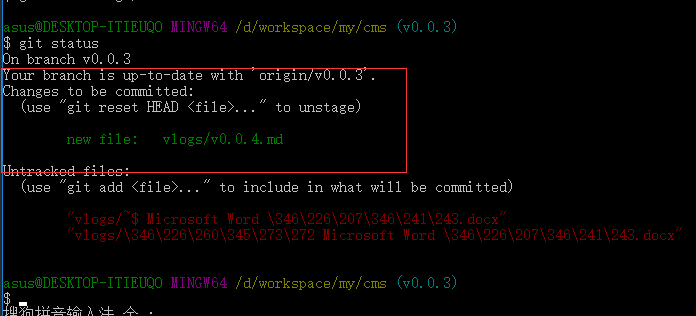 asus@DESKTOP-ITIEUQO MINGW64 /d/workspace/my/cms (v0.0.3)
$ git status
On branch v0.0.3
Your branch is up-to-date with 'origin/v0.0.3'.
Changes to be committed:
(use "git reset HEAD <file>..." to unstage)
new file: vlogs/v0.0.4.md
Untracked files:
(use "git add <file>..." to include in what will be committed)
"vlogs/~$ Microsoft Word \346\226\207\346\241\243.docx"
"vlogs/\346\226\260\345\273\272 Microsoft Word \346\226\207\346\241\243.docx"
asus@DESKTOP-ITIEUQO MINGW64 /d/workspace/my/cms (v0.0.3)
$
搜狗拼音输入法 全 :